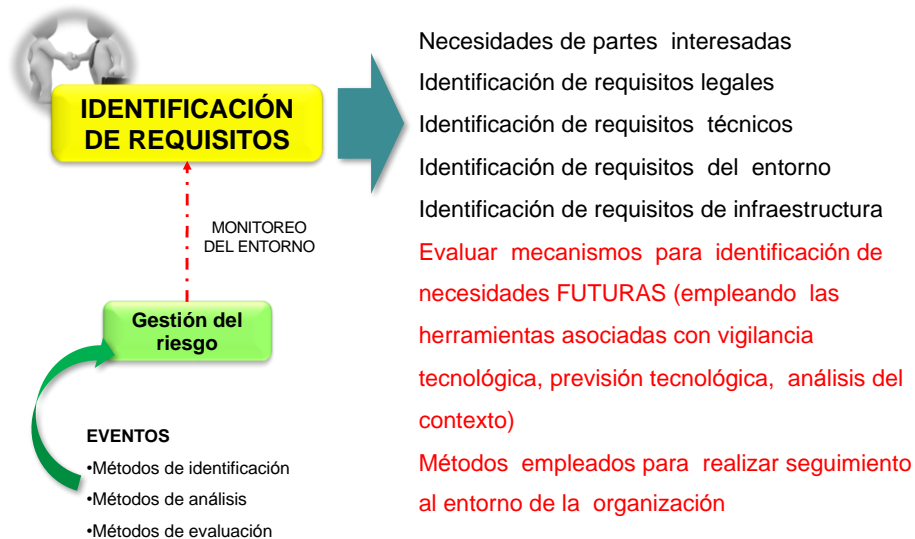 IDENTIFICACIÓN
DE REQUISITOS
MONITOREO
DEL ENTORNO
Gestión del
riesgo
EVENTOS
•Métodos de identificación
•Métodos de análisis
•Métodos de evaluación
Necesidades de partes interesadas
Identificación de requisitos legales
Identificación de requisitos técnicos
Identificación de requisitos del entorno
Identificación de requisitos de infraestructura
Evaluar mecanismos para identificación de
necesidades FUTURAS (empleando las
herramientas asociadas con vigilancia
tecnológica, previsión tecnológica, análisis del
contexto)
Métodos empleados para realizar seguimiento
al entorno de la organización